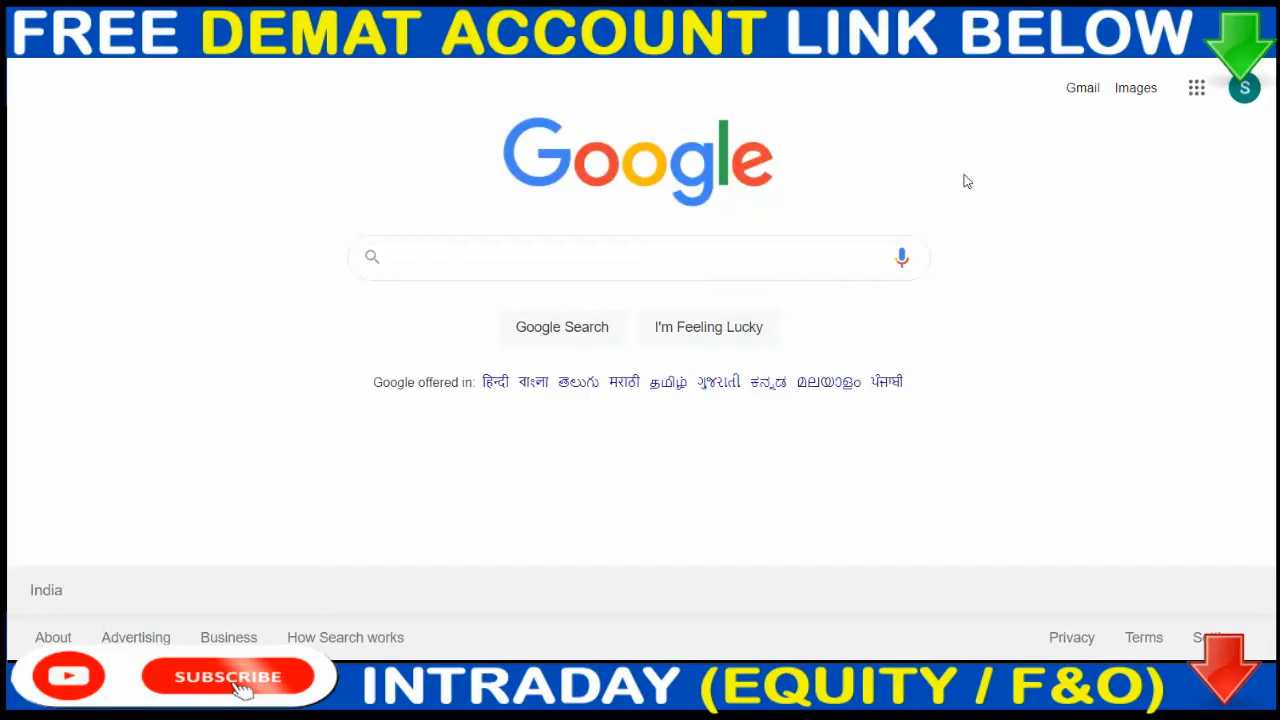 FREE DEMAT ACCOUNT LINK BELOW
Gmail Images S
Google
Google Search I'm Feeling Lucky
Google offered in: हिन्दी বাংলা తెలుగు मराठी தமிழ் ગુજરાતી ಕನ್ನಡ മലയാളം ਪੰਜਾਬੀ
India
About Advertising Business How Search works Privacy Terms
SUBSCRIBE
INTRADAY (EQUITY / F&O)